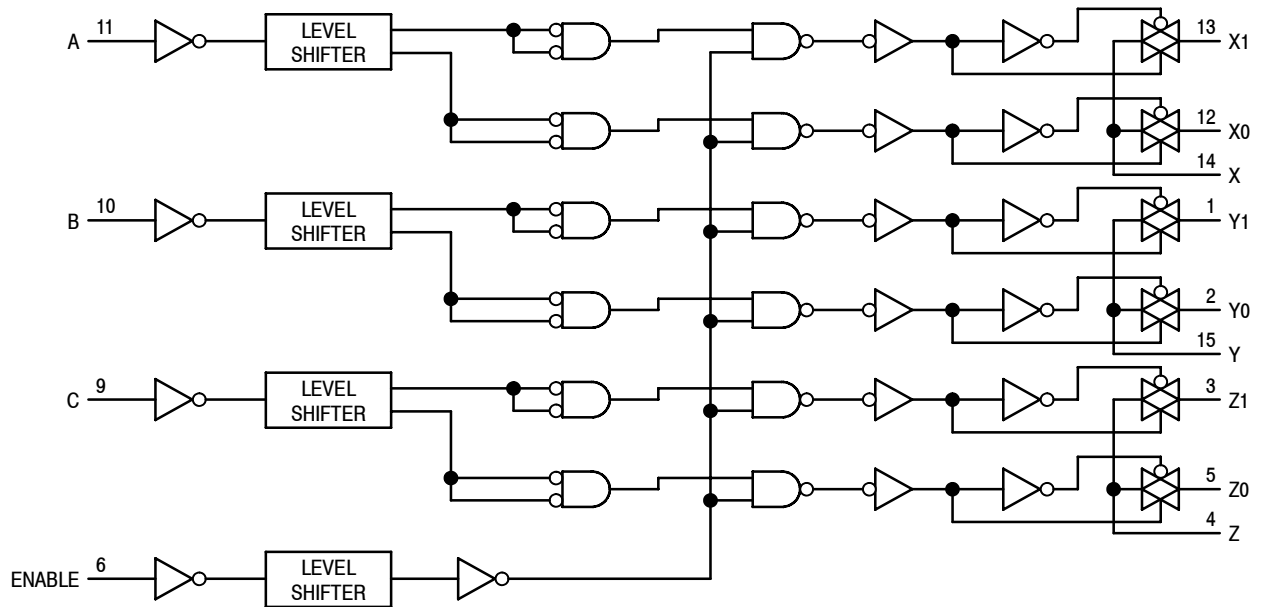 A 11
LEVEL
SHIFTER
13 X1
12 X0
14 X
B 10
LEVEL
SHIFTER
1 Y1
2 Y0
15 Y
C 9
LEVEL
SHIFTER
3 Z1
5 Z0
4 Z
ENABLE 6
LEVEL
SHIFTER